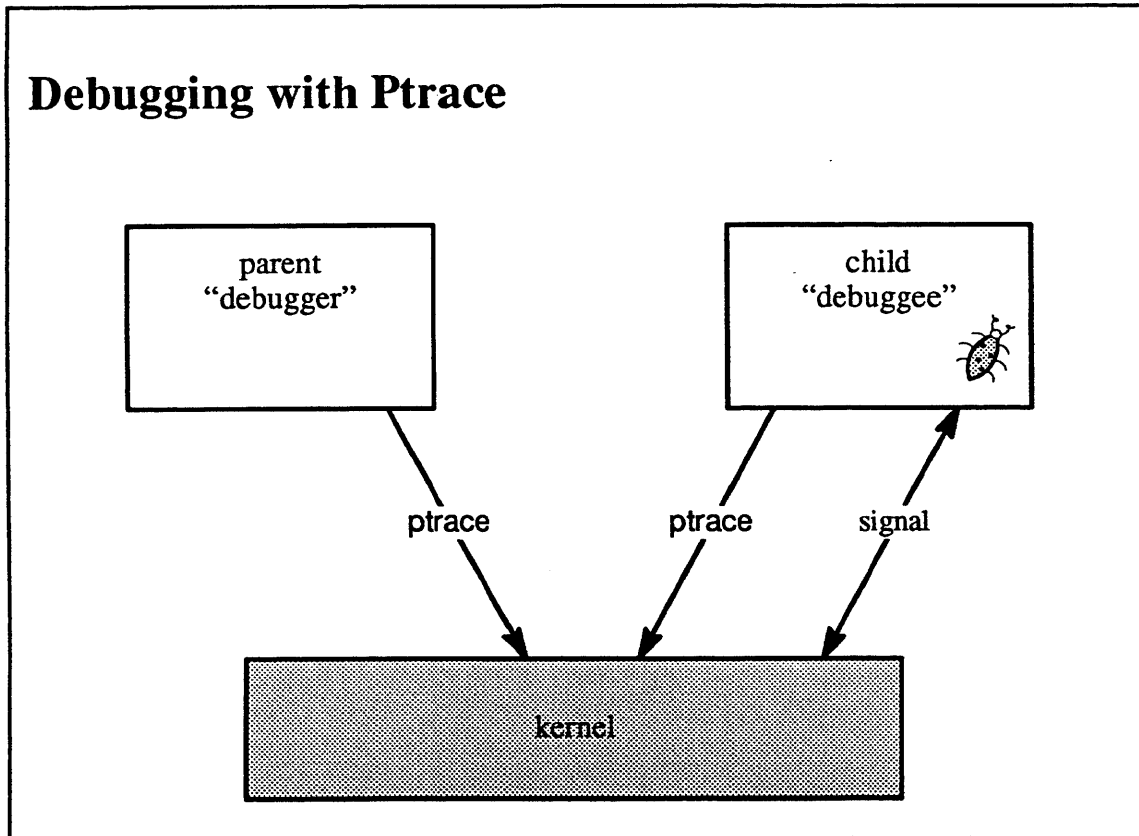 Debugging with Ptrace
parent
“debugger”
child
“debuggee”
ptrace
ptrace
signal
kernel